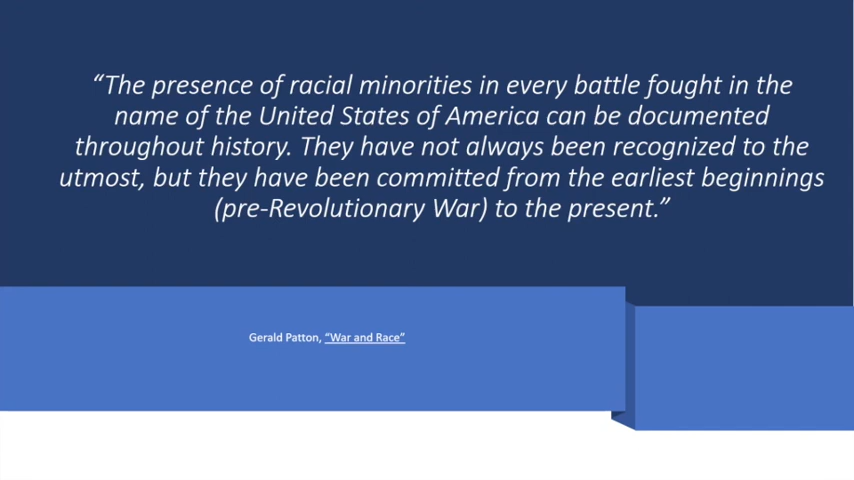 “The presence of racial minorities in every battle fought in the
name of the United States of America can be documented
throughout history. They have not always been recognized to the
utmost, but they have been committed from the earliest beginnings
(pre-Revolutionary War) to the present.”
Gerald Patton, “War and Race”